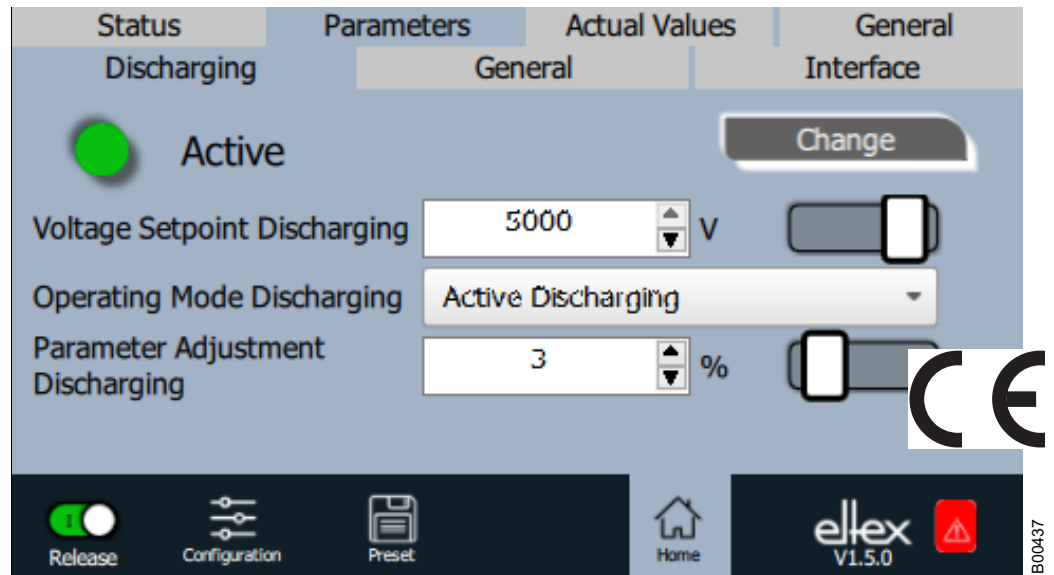 Status Parameters Actual Values General
Discharging General Interface
Active Change
Voltage Setpoint Discharging 5000 V
Operating Mode Discharging Active Discharging
Parameter Adjustment
Discharging 3 %
CE
I
Release Configuration Preset Home eltex
V1.5.0
B00437